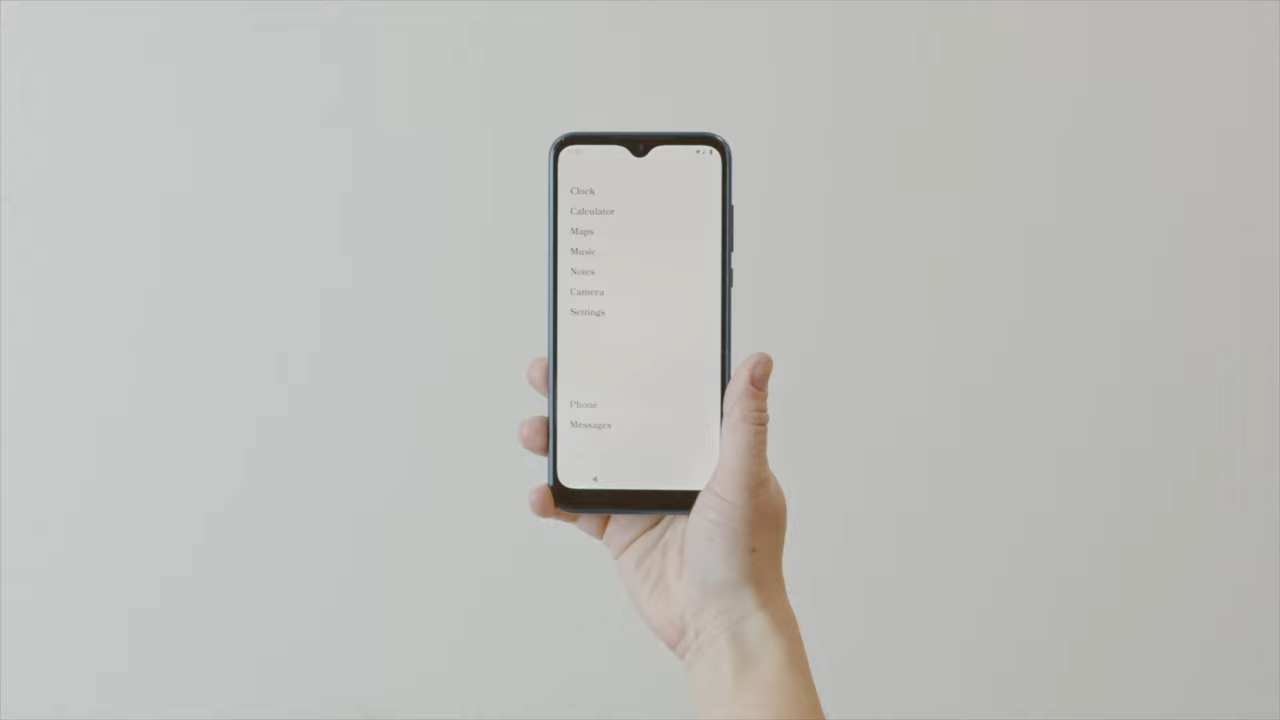 Clock
Calculator
Maps
Music
Notes
Camera
Settings
Phone
Messages